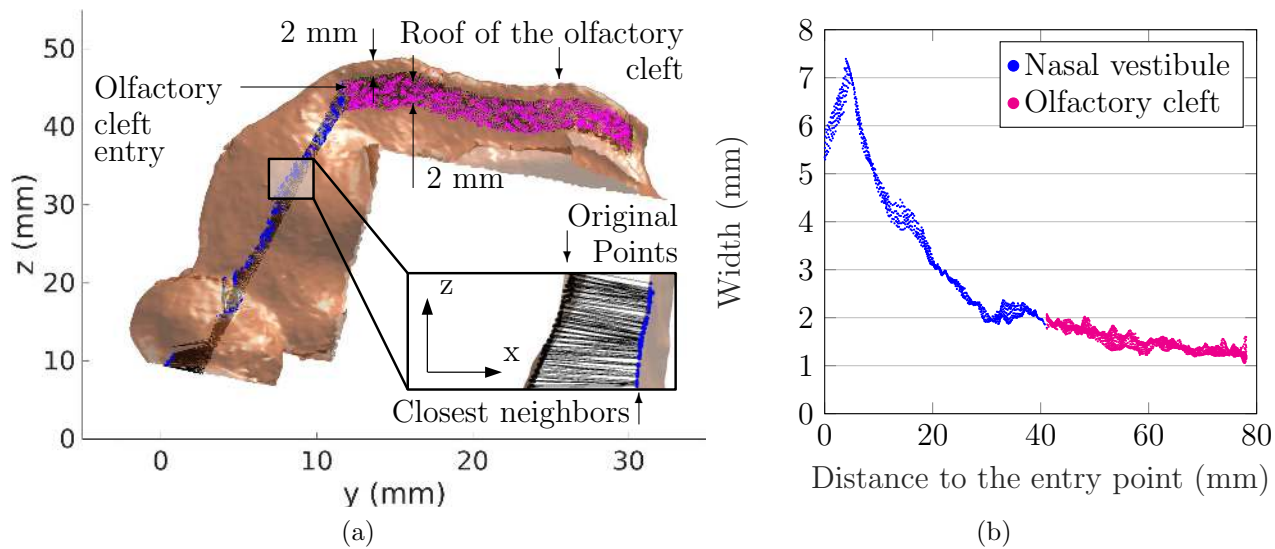 50
40
30
20
10
0
z (mm)
0
10
20
30
y (mm)
2 mm
Roof of the olfactory
cleft
Olfactory
cleft
entry
2 mm
Original
Points
z
x
Closest neighbors
(a)
8
7
6
5
4
3
2
1
0
Width (mm)
Nasal vestibule
Olfactory cleft
0
20
40
60
80
Distance to the entry point (mm)
(b)